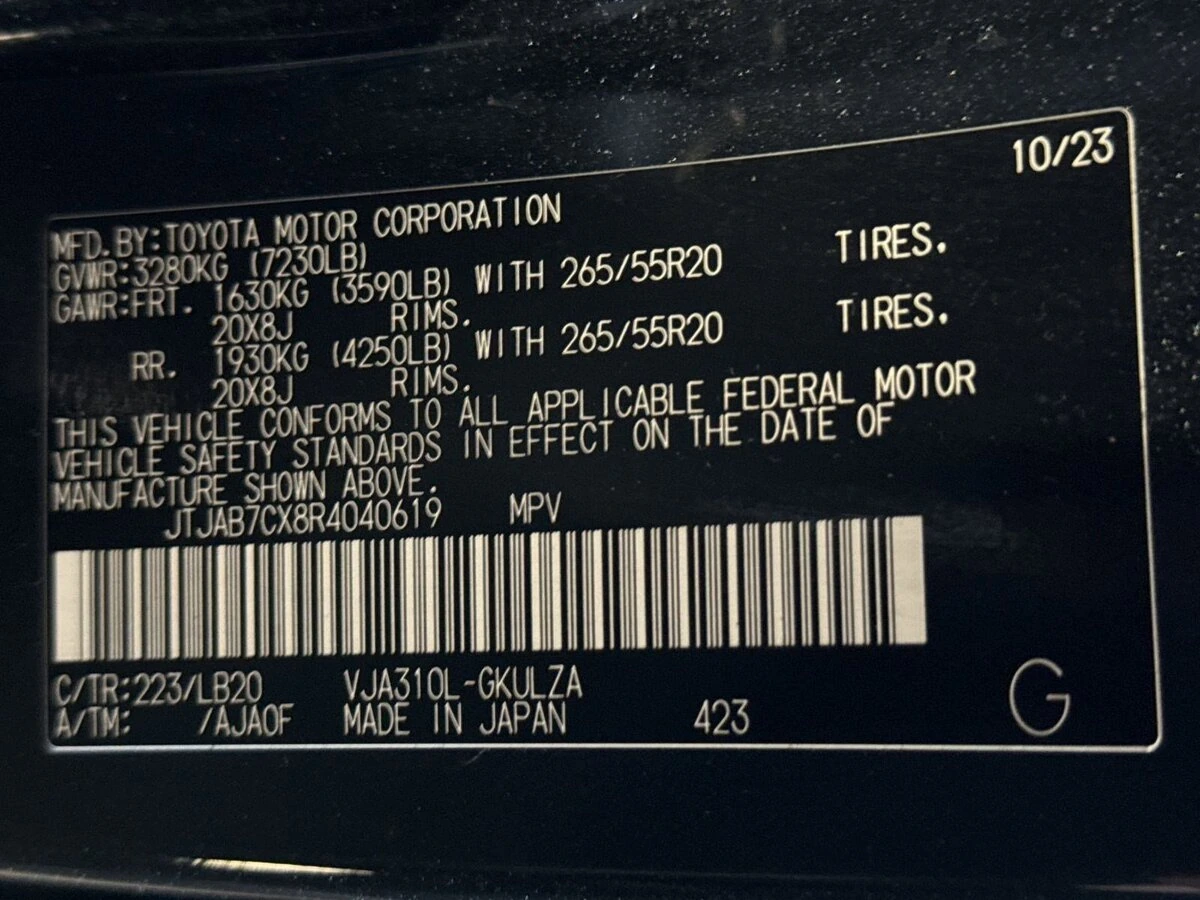 10/23
MFD.BY:TOYOTA MOTOR CORPORATION
GVWR:3280KG (7230LB)
GAWR:FRT. 1630KG (3590LB) WITH 265/55R20 TIRES.
20X8J RIMS.
RR. 1930KG (4250LB) WITH 265/55R20 TIRES.
20X8J RIMS.
THIS VEHICLE CONFORMS TO ALL APPLICABLE FEDERAL MOTOR
VEHICLE SAFETY STANDARDS IN EFFECT ON THE DATE OF
MANUFACTURE SHOWN ABOVE.
JTJAB7CX8R4040619 MPV
C/TR:223/LB20 VJA310L-GKULZA
A/TM: /AJA0F MADE IN JAPAN 423 G